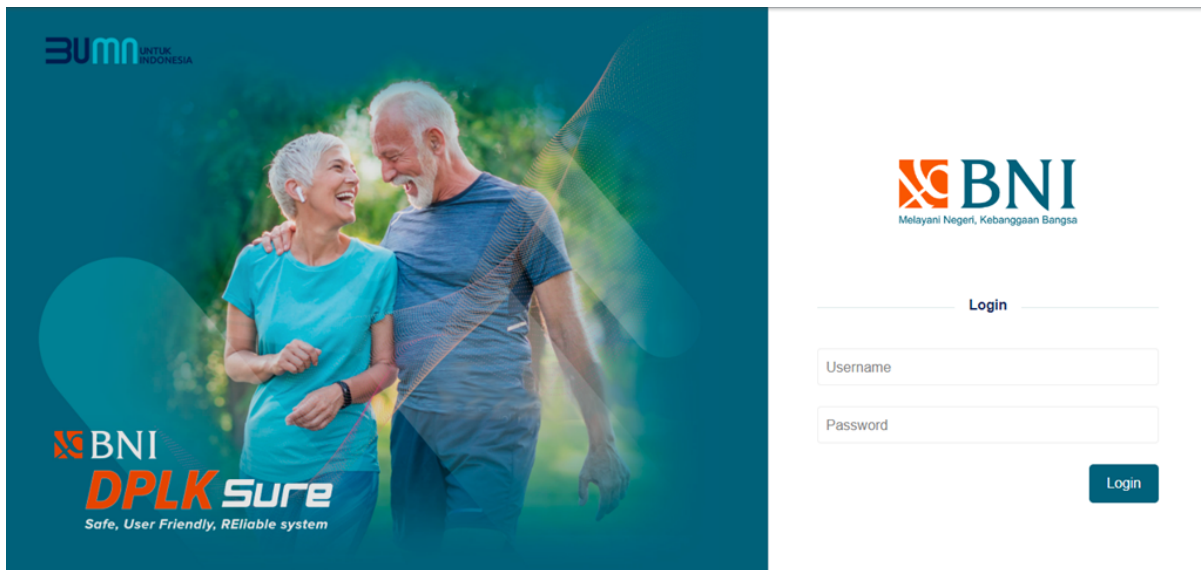 BUMN UNTUK
INDONESIA
BNI
DPLK Sure
Safe, User Friendly, REliable system
BNI
Melayani Negeri, Kebanggaan Bangsa
Login
Username
Password
Login